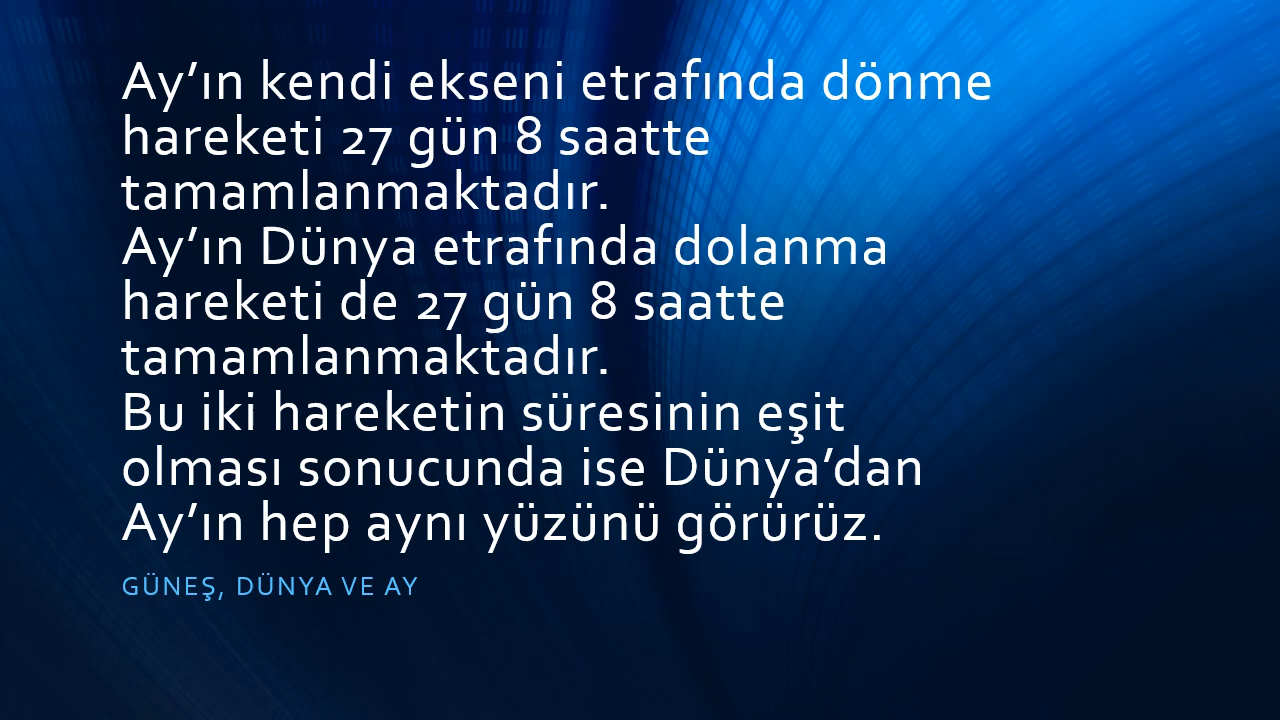 Ay’ın kendi ekseni etrafında dönme
hareketi 27 gün 8 saatte
tamamlanmaktadır.
Ay’ın Dünya etrafında dolanma
hareketi de 27 gün 8 saatte
tamamlanmaktadır.
Bu iki hareketin süresinin eşit
olması sonucunda ise Dünya’dan
Ay’ın hep aynı yüzünü görürüz.
GÜNEŞ, DÜNYA VE AY